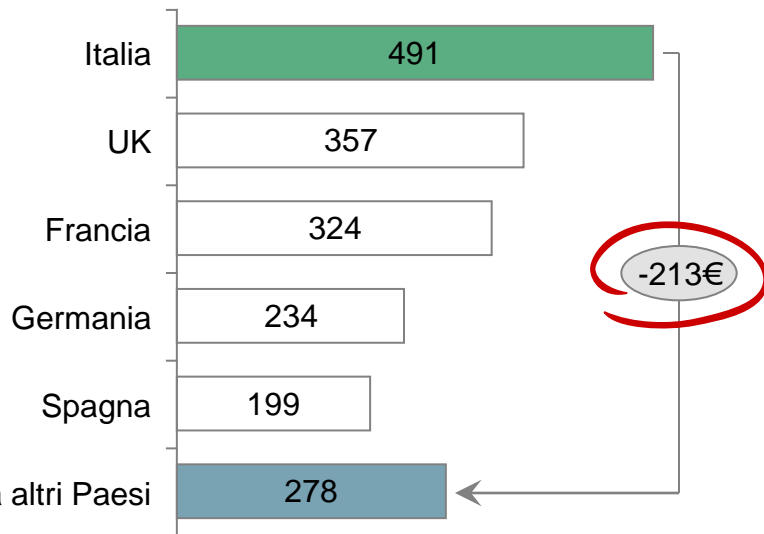 Italia 491
UK 357
Francia 324
-213€
Germania 234
Spagna 199
altri Paesi 278